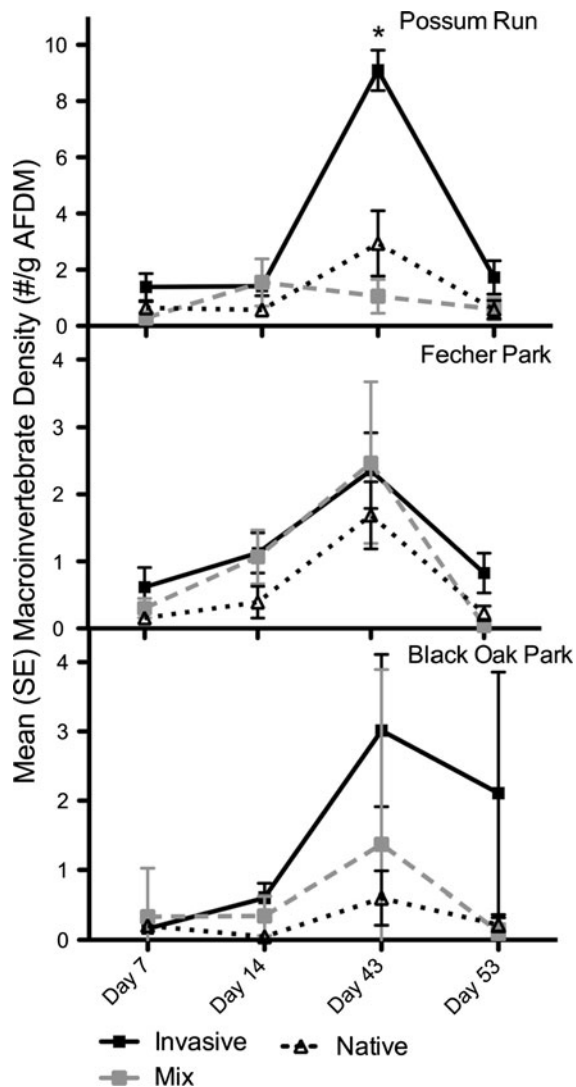 Possum Run
*
10
8
6
4
2
0
Fecher Park
4
3
2
1
0
Black Oak Park
4
3
2
1
0
Mean (SE) Macroinvertebrate Density (#/g AFDM)
Day 7
Day 14
Day 43
Day 53
Invasive
Native
Mix